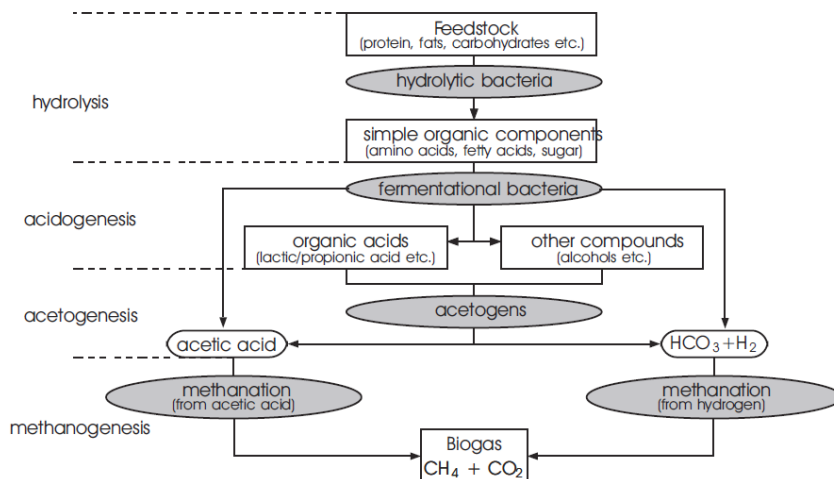 Feedstock
(protein, fats, carbohydrates etc.)
hydrolytic bacteria
hydrolysis
simple organic components
(amino acids, fetty acids, sugar)
fermentational bacteria
acidogenesis
organic acids
(lactic/propionic acid etc.)
other compounds
(alcohols etc.)
acetogenesis
acetogens
acetic acid
HCO3+H2
methanation
(from acetic acid)
methanation
(from hydrogen)
methanogenesis
Biogas
CH4 + CO2